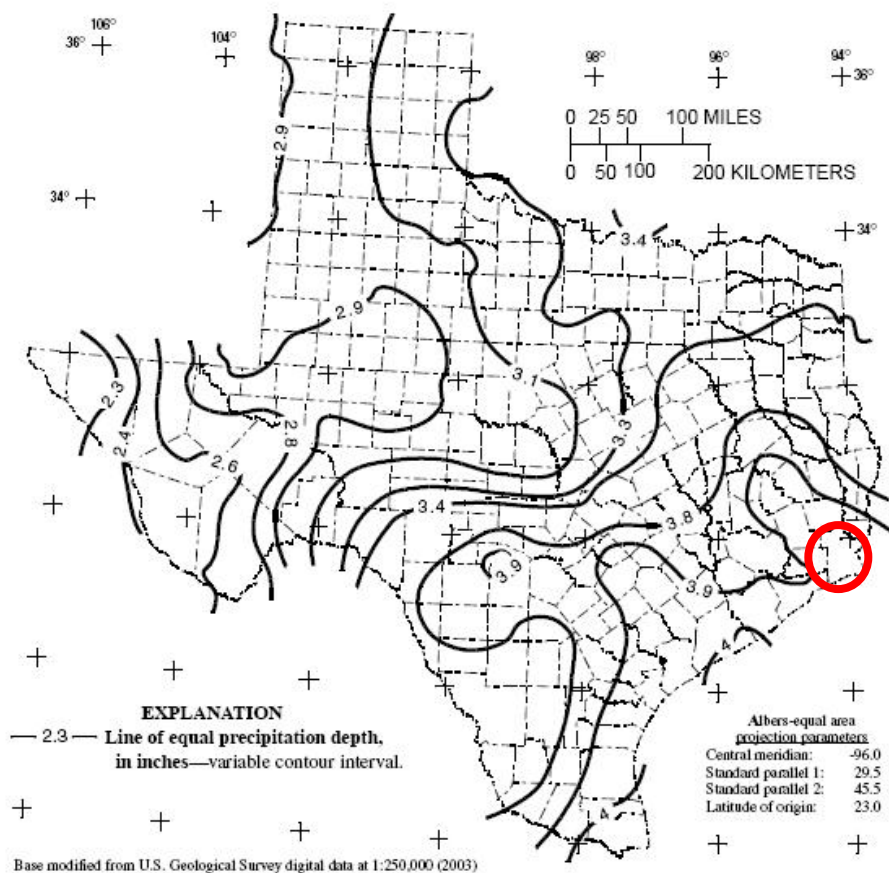 106°
104°
98°
96°
94°
36°
36°
0 25 50 100 MILES
0 50 100 200 KILOMETERS
2.9
34°
34°
3.4
2.9
3.1
2.3
3.3
2.8
2.4
2.6
3.4
3.8
3.9
3.9
4
4
EXPLANATION
2.3 Line of equal precipitation depth,
in inches—variable contour interval.
Albers-equal area
projection parameters
Central meridian: -96.0
Standard parallel 1: 29.5
Standard parallel 2: 45.5
Latitude of origin: 23.0
Base modified from U.S. Geological Survey digital data at 1:250,000 (2003)